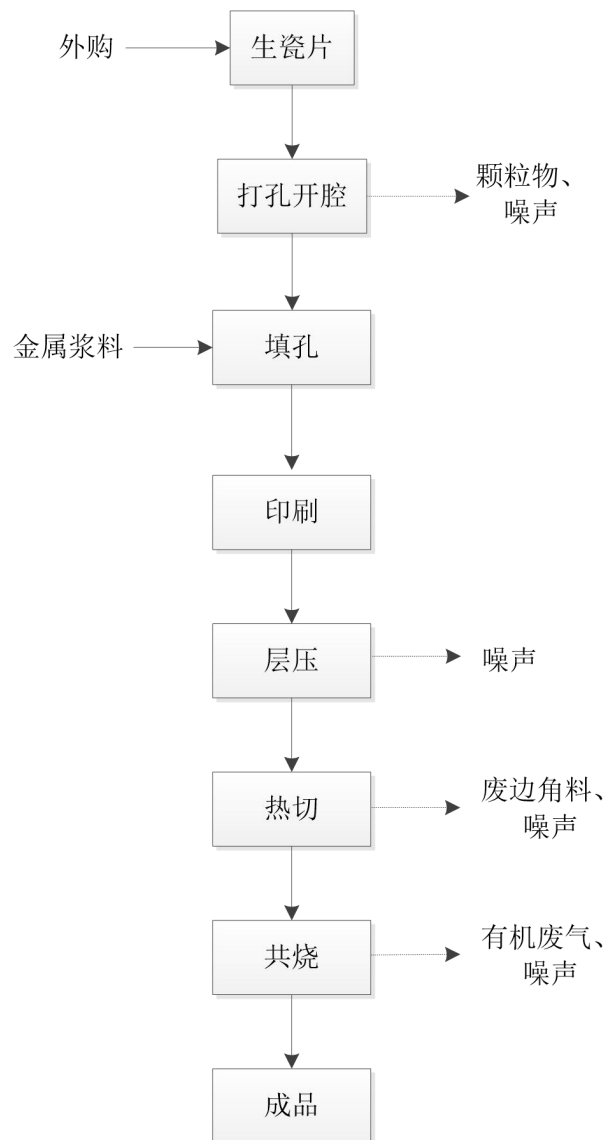 外购
生瓷片
打孔开腔
颗粒物、
噪声
金属浆料
填孔
印刷
层压
噪声
热切
废边角料、
噪声
共烧
有机废气、
噪声
成品